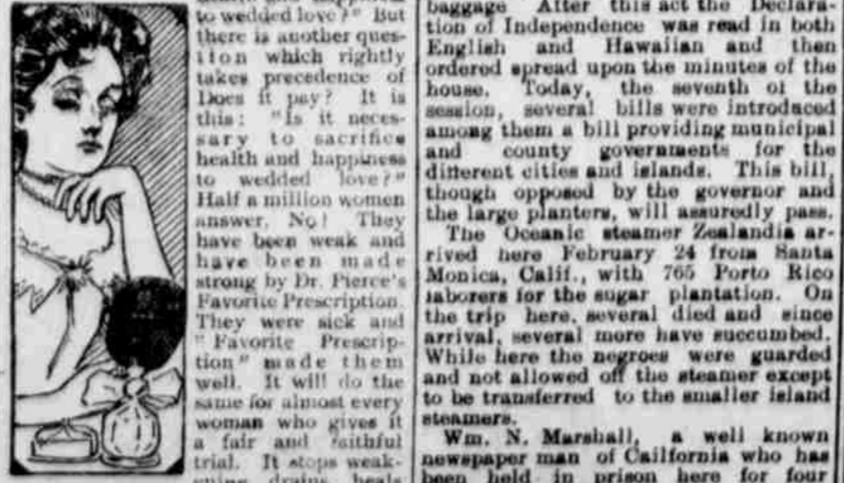 to wedded love?" But
there is another ques-
tion which rightly
takes precedence of
Does it pay? It is
this: "Is it neces-
sary to sacrifice
health and happiness
to wedded love?"
Half a million women
answer, No! They
have been weak and
have been made
strong by Dr. Pierce's
Favorite Prescription.
They were sick and
"Favorite Prescrip-
tion" made them
well. It will do the
same for almost every
woman who gives it
a fair and faithful
trial. It stops weak-
drains, heals
baggage After this act the Declara-
tion of Independence was read in both
English and Hawaiian and then
ordered spread upon the minutes of the
house. Today, the seventh of the
session, several bills were introduced
among them a bill providing municipal
and county governments for the
different cities and islands. This bill,
though opposed by the governor and
the large planters, will assuredly pass.
The Oceanic steamer Zealandia ar-
rived here February 24 from Santa
Monica, Calif., with 765 Porto Rico
laborers for the sugar plantation. On
the trip here, several died and since
arrival, several more have succumbed.
While here the negroes were guarded
and not allowed off the steamer except
to be transferred to the smaller island
steamers.
Wm. N. Marshall, a well known
newspaper man of California who has
been held in prison here for four